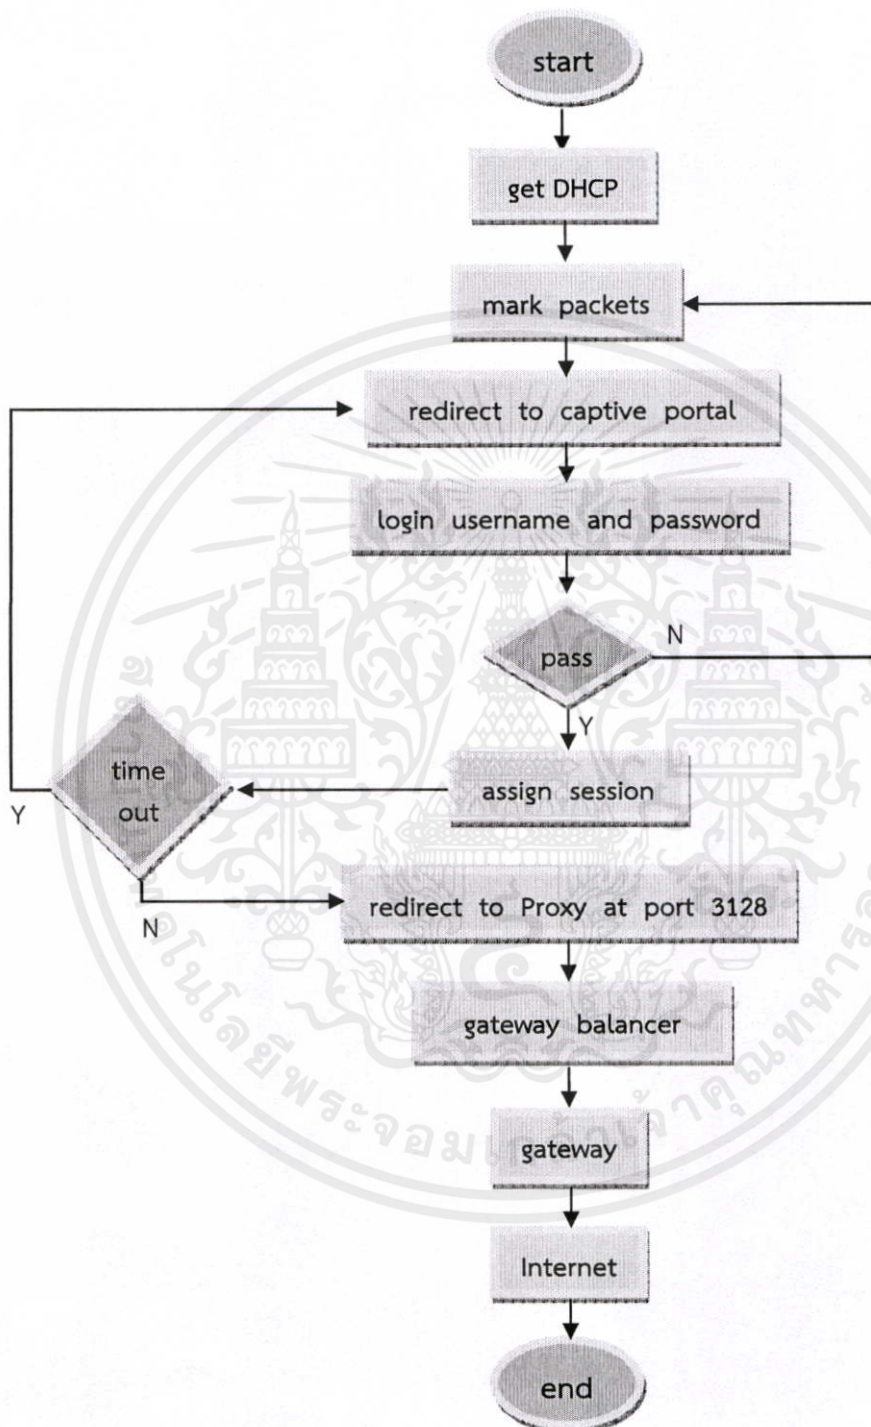 start
get DHCP
mark packets
redirect to captive portal
login username and password
pass
N
Y
time
out
assign session
Y
N
redirect to Proxy at port 3128
gateway balancer
gateway
Internet
end